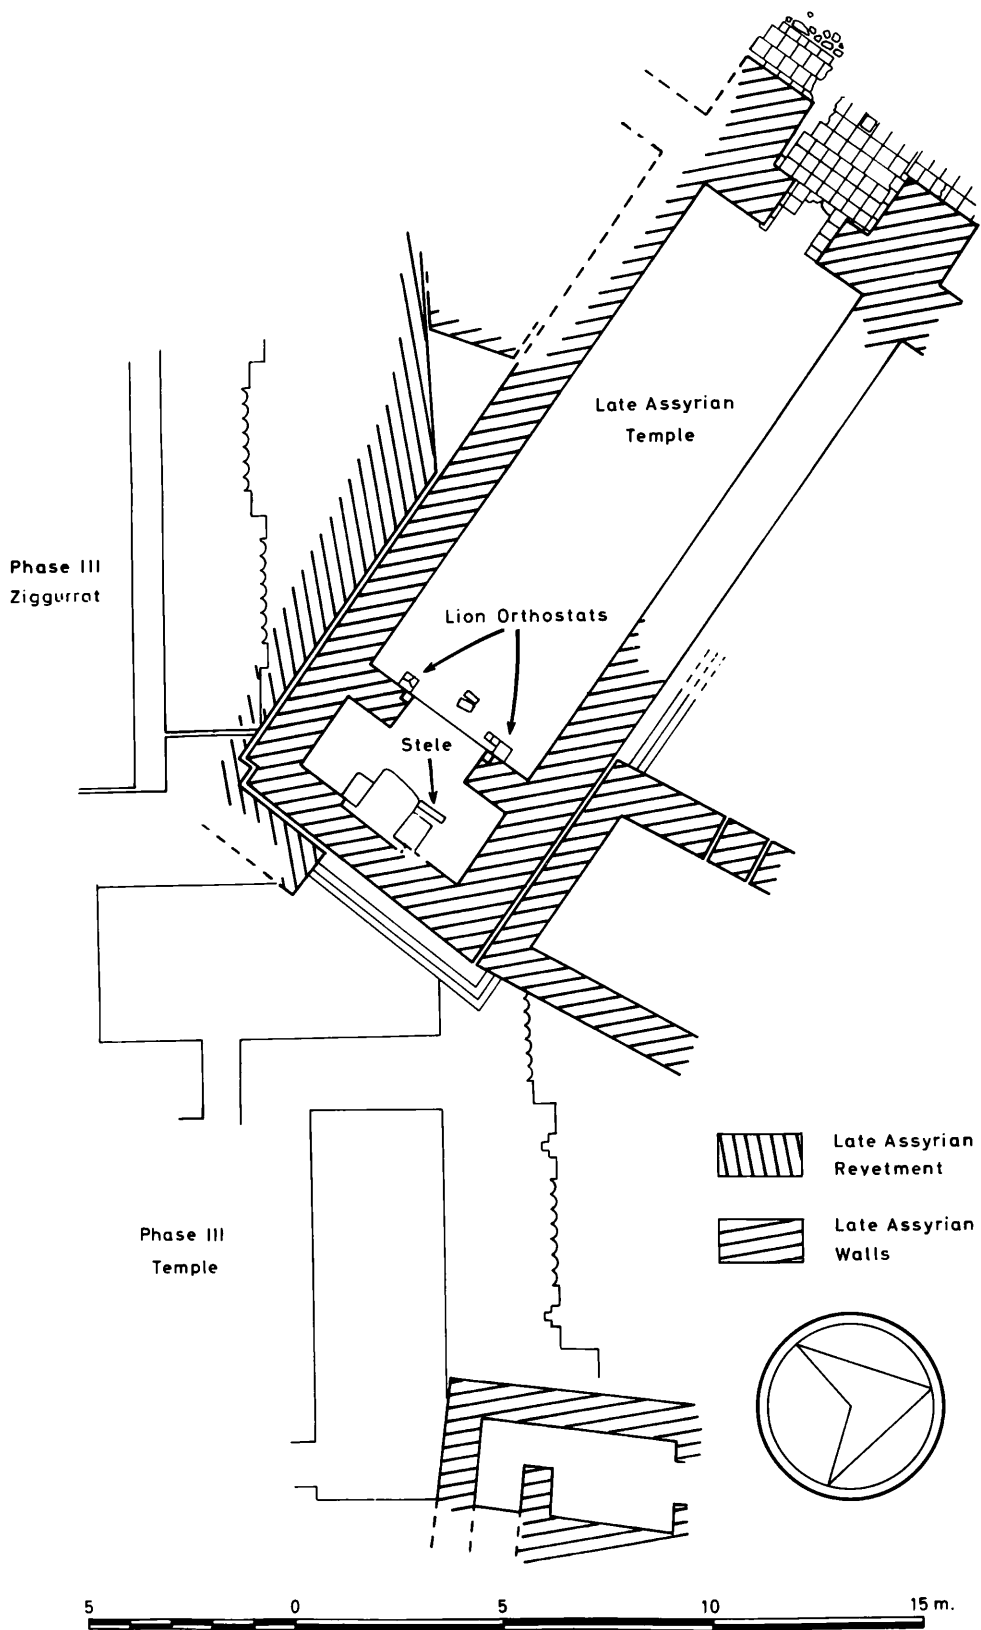 Late Assyrian
Temple
Phase III
Ziggurrat
Lion Orthostats
Stele
Late Assyrian
Revetment
Phase III
Temple
Late Assyrian
Walls
5 0 5 10 15 m.